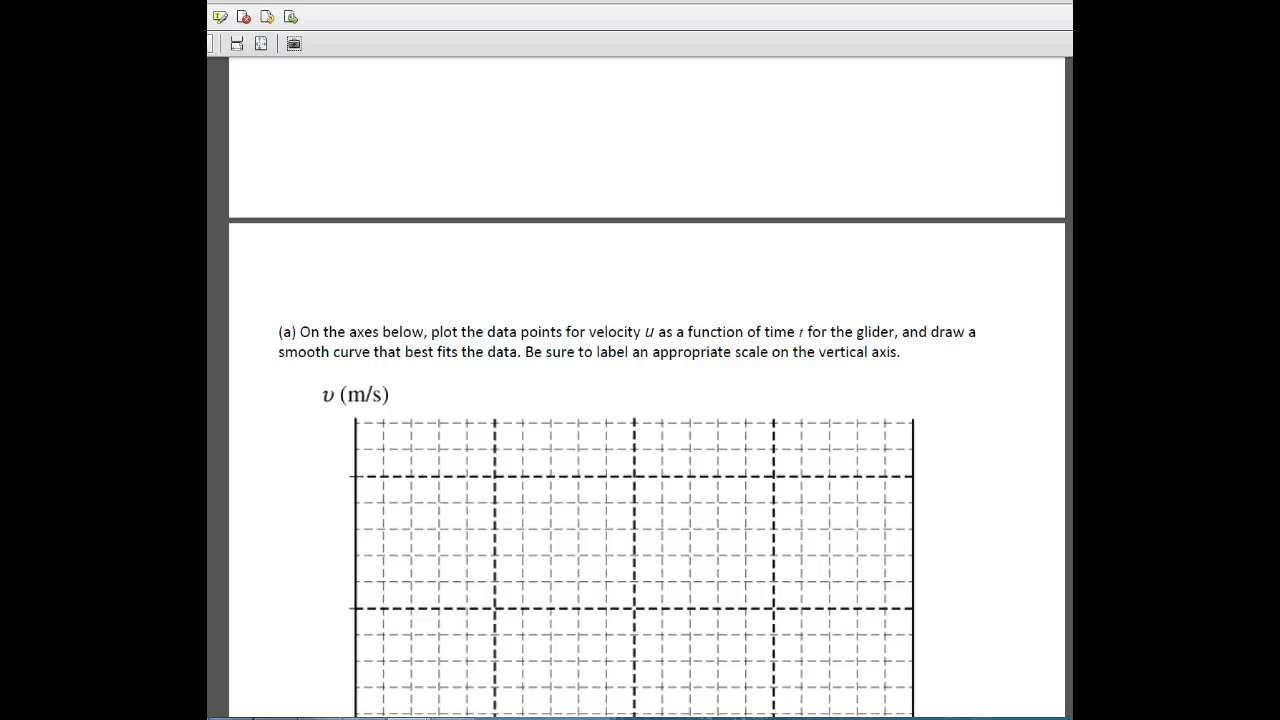 (a) On the axes below, plot the data points for velocity υ as a function of time t for the glider, and draw a
smooth curve that best fits the data. Be sure to label an appropriate scale on the vertical axis.
υ (m/s)